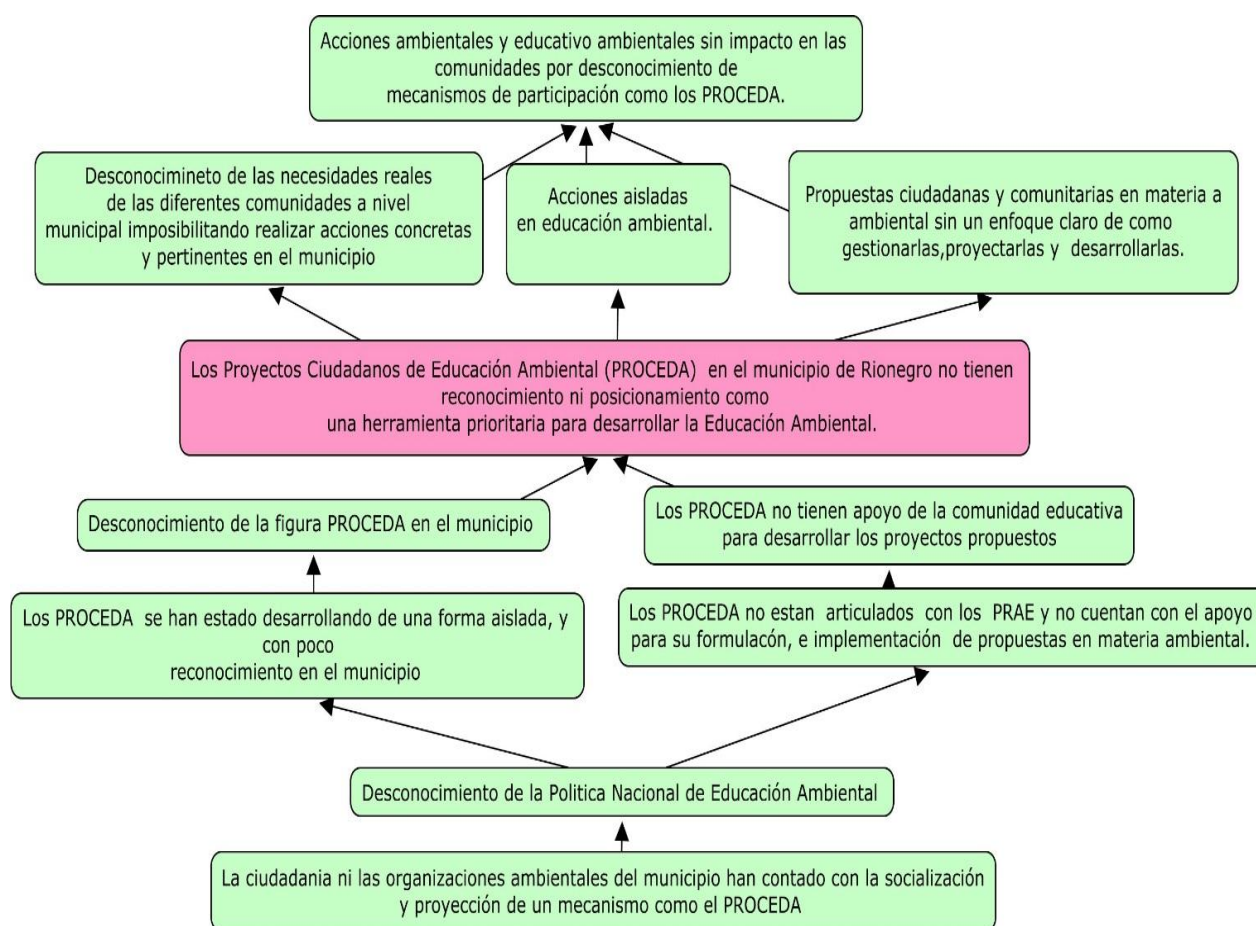 Acciones ambientales y educativo ambientales sin impacto en las
comunidades por desconocimiento de
mecanismos de participación como los PROCEDA.
Desconocimineto de las necesidades reales
de las diferentes comunidades a nivel
municipal imposibilitando realizar acciones concretas
y pertinentes en el municipio
Acciones aisladas
en educación ambiental.
Propuestas ciudadanas y comunitarias en materia a
ambiental sin un enfoque claro de como
gestionarlas,proyectarlas y desarrollarlas.
Los Proyectos Ciudadanos de Educación Ambiental (PROCEDA) en el municipio de Rionegro no tienen
reconocimiento ni posicionamiento como
una herramienta prioritaria para desarrollar la Educación Ambiental.
Desconocimiento de la figura PROCEDA en el municipio
Los PROCEDA no tienen apoyo de la comunidad educativa
para desarrollar los proyectos propuestos
Los PROCEDA se han estado desarrollando de una forma aislada, y
con poco
reconocimiento en el municipio
Los PROCEDA no estan articulados con los PRAE y no cuentan con el apoyo
para su formulacón, e implementación de propuestas en materia ambiental.
Desconocimiento de la Politica Nacional de Educación Ambiental
La ciudadania ni las organizaciones ambientales del municipio han contado con la socialización
y proyección de un mecanismo como el PROCEDA